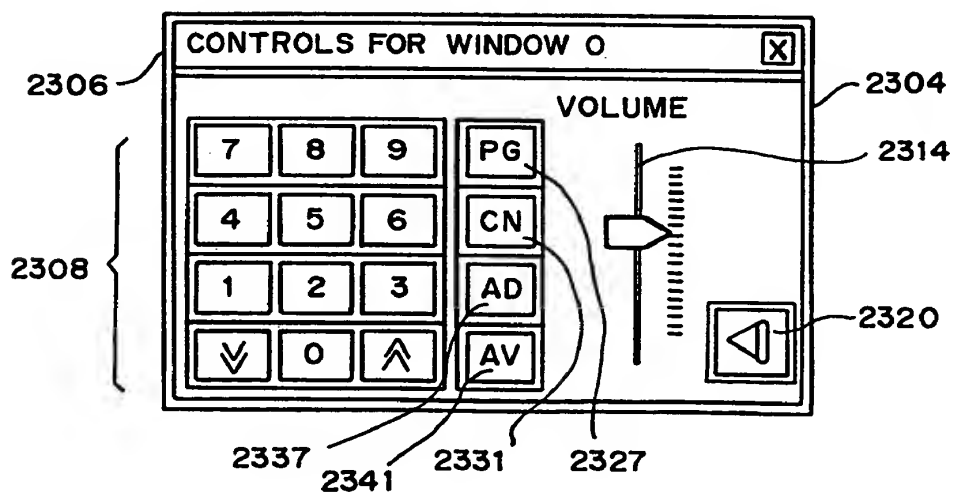 CONTROLS FOR WINDOW 0 X
2306
2304
VOLUME
7 8 9 PG
2314
4 5 6 CN
2308
1 2 3 AD
2320
0 AV
2337 2331 2327
2341